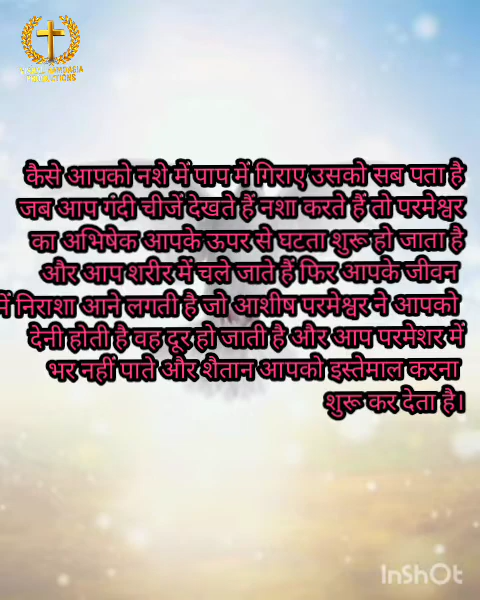 PRODUCTIONS
कैसे आपको नशे में पाप में गिराए उसको सब पता है
जब आप गंदी चीजें देखते हैं नशा करते हैं तो परमेश्वर
का अभिषेक आपके ऊपर से घटता शुरू हो जाता है
और आप शरीर में चले जाते हैं फिर आपके जीवन
में निराशा आने लगती है जो आशीष परमेश्वर ने आपको
देनी होती है वह दूर हो जाती है और आप परमेशर में
भर नहीं पाते और शैतान आपको इस्तेमाल करना
शुरू कर देता है।
InShOt